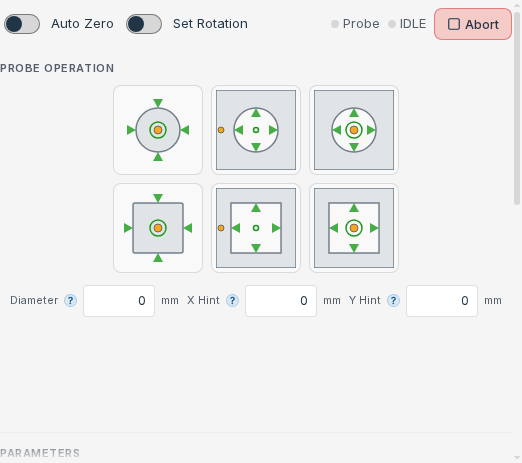 Auto Zero Set Rotation Probe IDLE Abort
PROBE OPERATION
Diameter ? 0 mm X Hint ? 0 mm Y Hint ? 0 mm
PARAMETERS